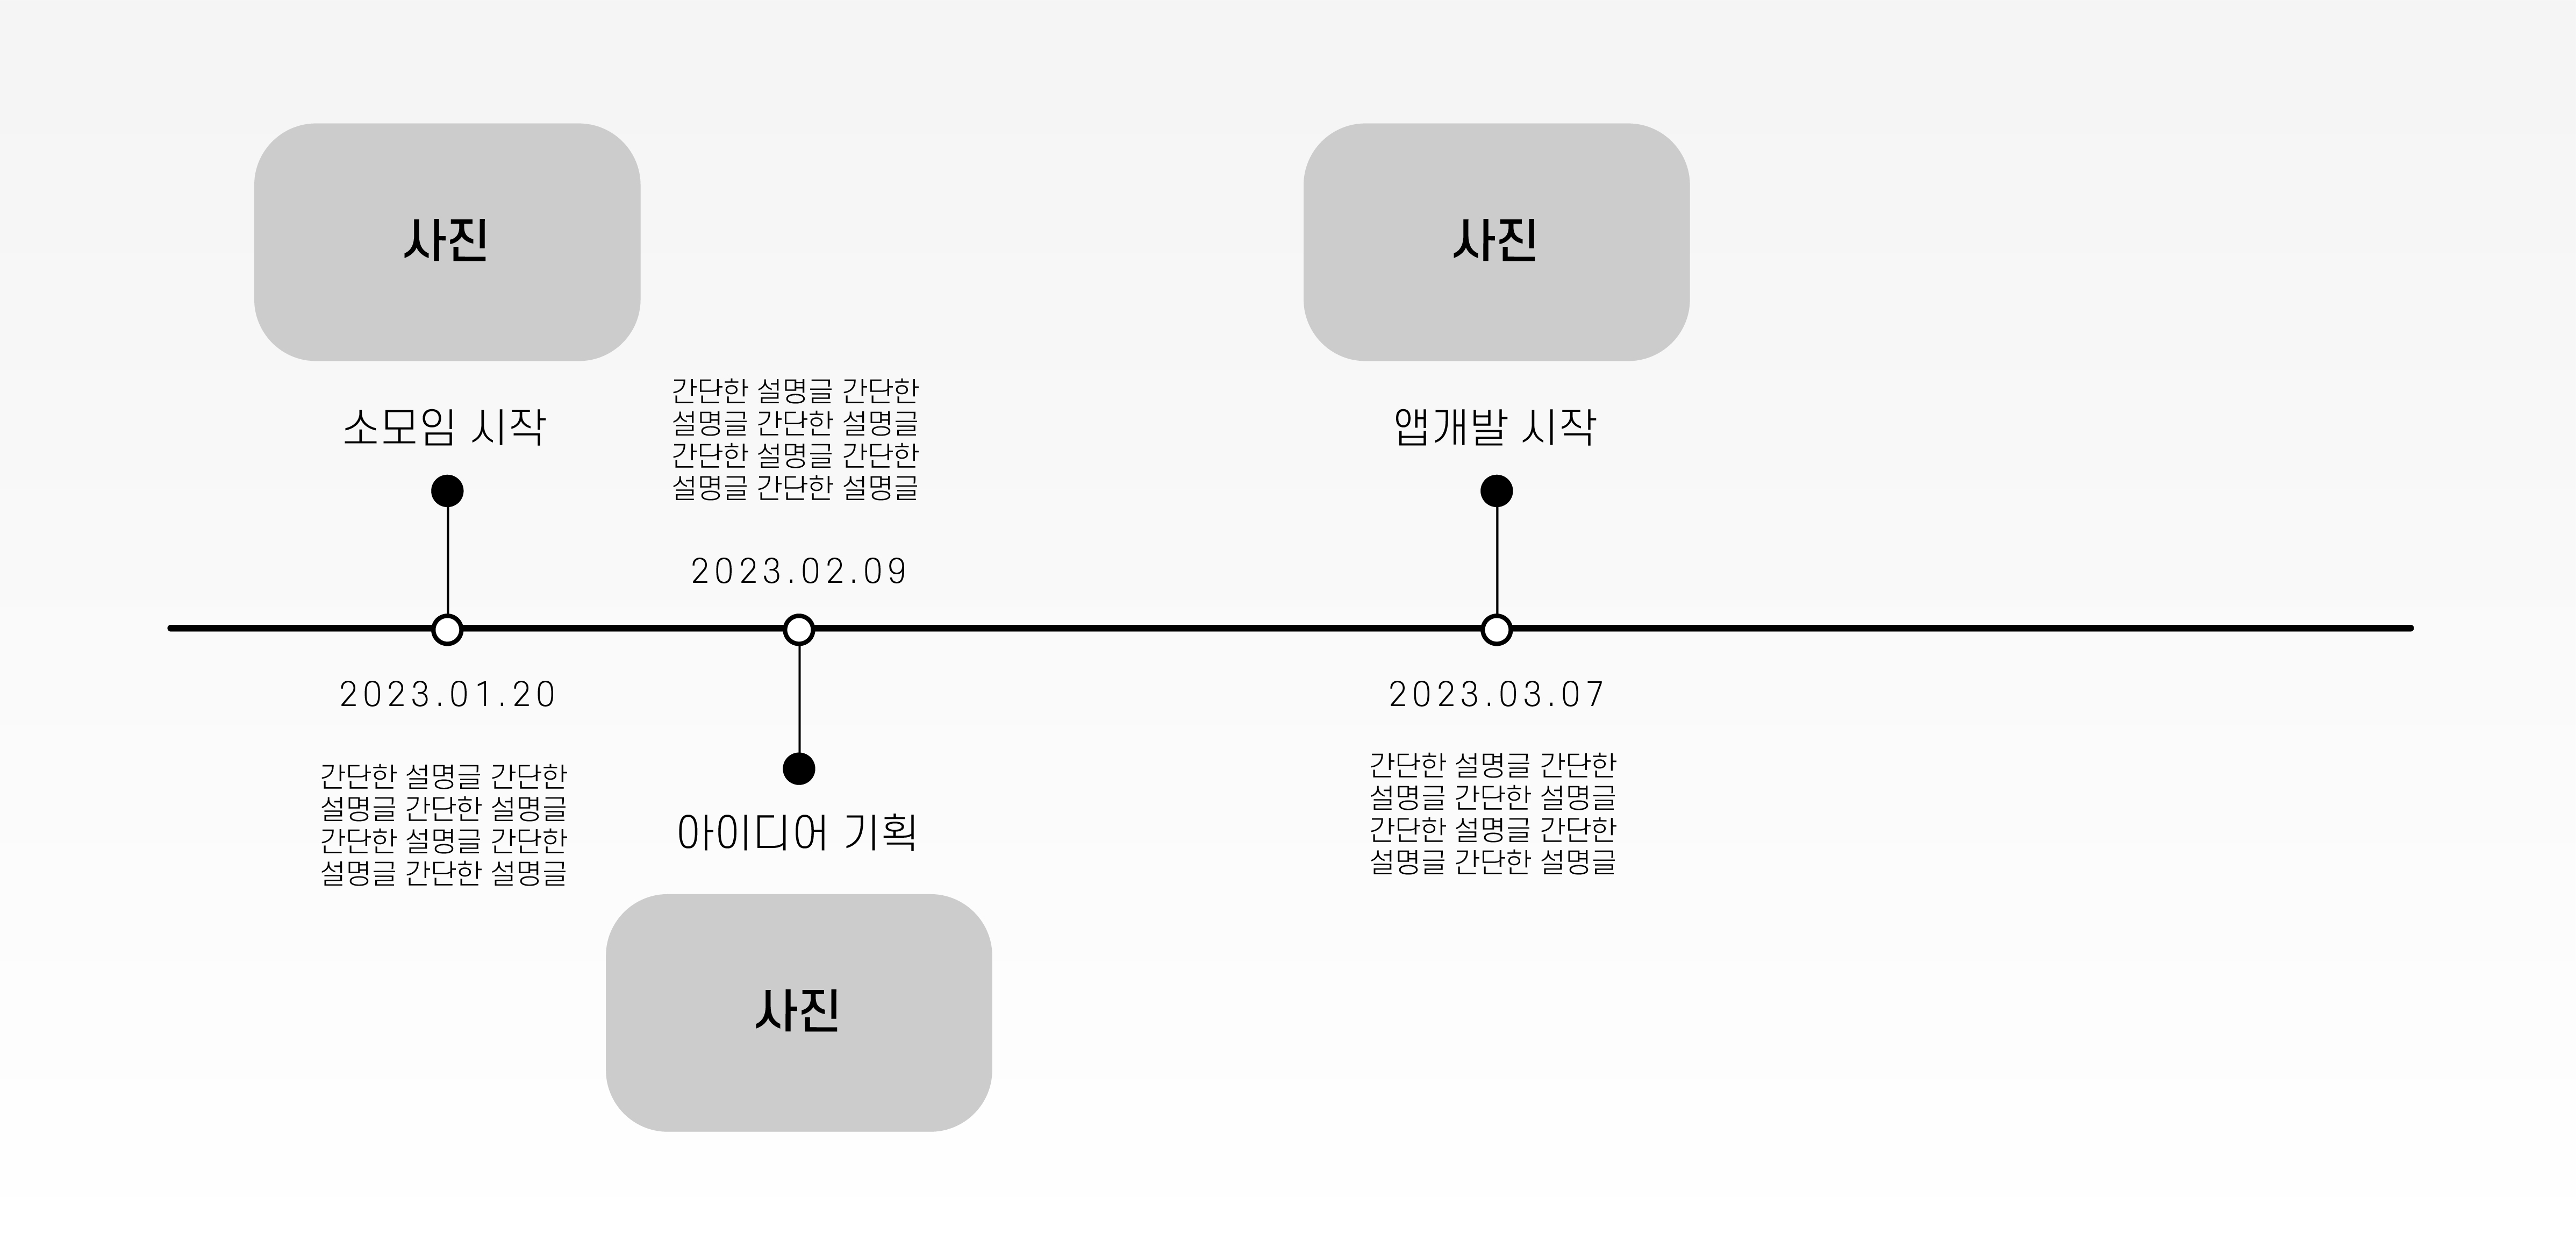 사진
소모임 시작
2023.01.20
간단한 설명글 간단한
설명글 간단한 설명글
간단한 설명글 간단한
설명글 간단한 설명글
간단한 설명글 간단한
설명글 간단한 설명글
간단한 설명글 간단한
설명글 간단한 설명글
2023.02.09
아이디어 기획
사진
사진
앱개발 시작
2023.03.07
간단한 설명글 간단한
설명글 간단한 설명글
간단한 설명글 간단한
설명글 간단한 설명글